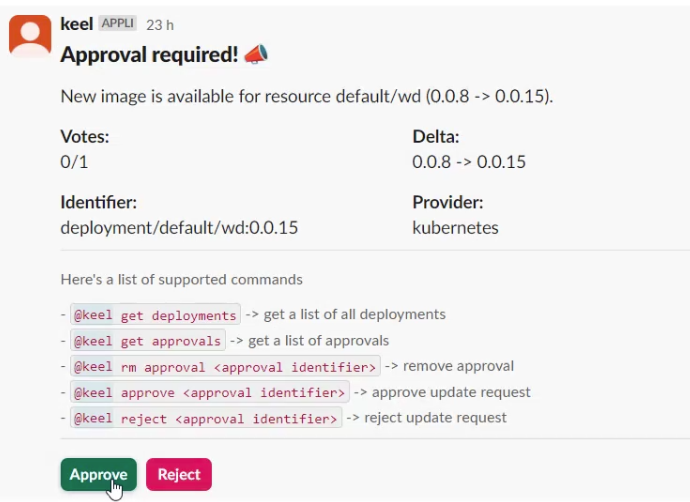 keel APPLI 23 h
Approval required!
New image is available for resource default/wd (0.0.8 -> 0.0.15).
Votes: Delta:
0/1 0.0.8 -> 0.0.15
Identifier: Provider:
deployment/default/wd:0.0.15 kubernetes
Here's a list of supported commands
- @keel get deployments -> get a list of all deployments
- @keel get approvals -> get a list of approvals
- @keel rm approval <approval identifier> -> remove approval
- @keel approve <approval identifier> -> approve update request
- @keel reject <approval identifier> -> reject update request
Approve Reject